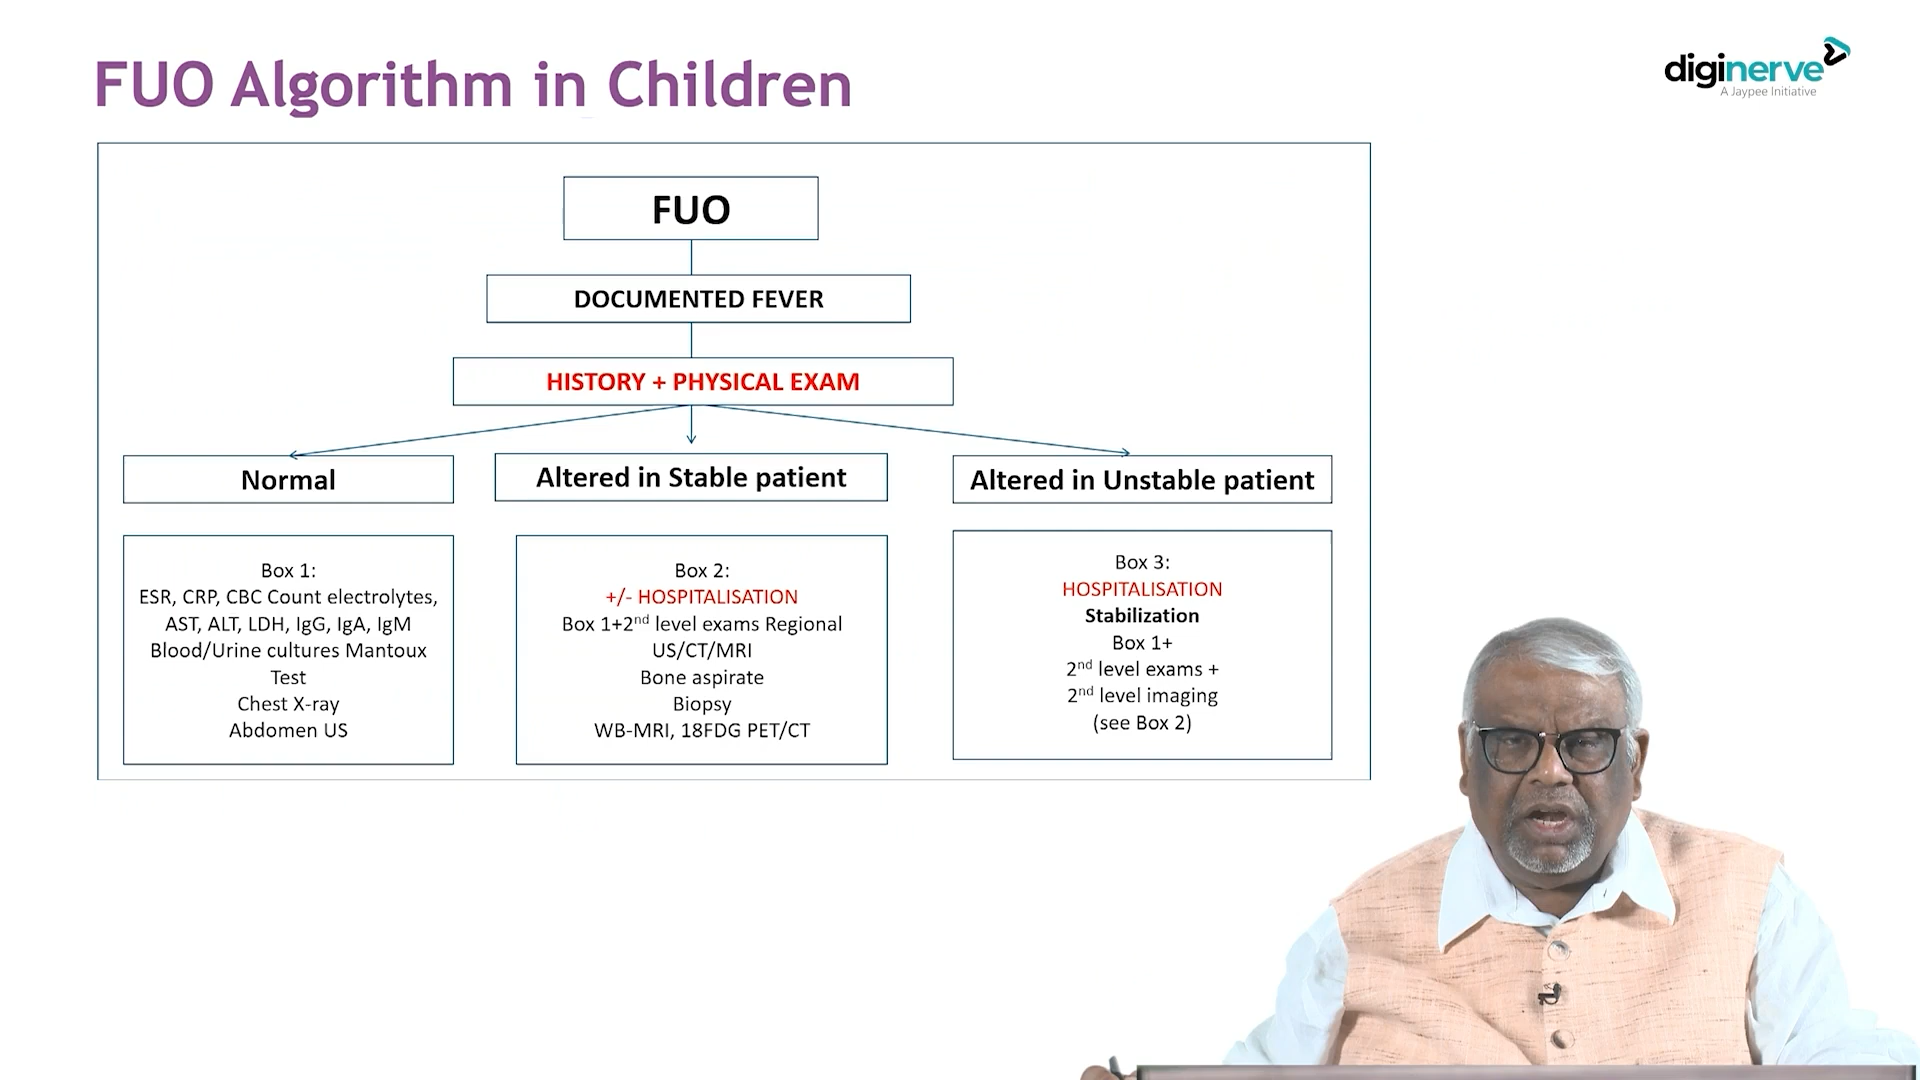 FUO Algorithm in Children
diginerve
A Jaypee Initiative
FUO
DOCUMENTED FEVER
HISTORY + PHYSICAL EXAM
Normal
Altered in Stable patient
Altered in Unstable patient
Box 1:
ESR, CRP, CBC Count electrolytes,
AST, ALT, LDH, IgG, IgA, IgM
Blood/Urine cultures Mantoux
Test
Chest X-ray
Abdomen US
Box 2:
+/- HOSPITALISATION
Box 1+2nd level exams Regional
US/CT/MRI
Bone aspirate
Biopsy
WB-MRI, 18FDG PET/CT
Box 3:
HOSPITALISATION
Stabilization
Box 1+
2nd level exams +
2nd level imaging
(see Box 2)